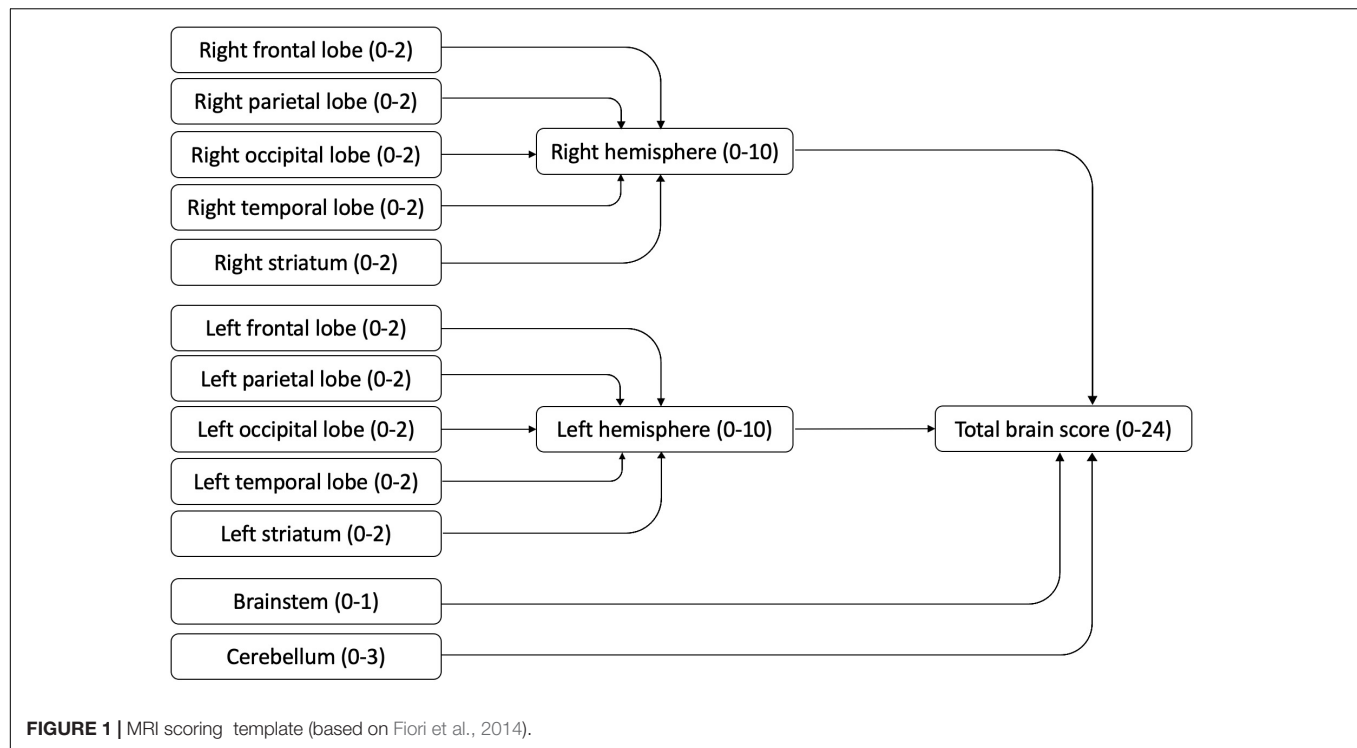 Right frontal lobe (0-2)
Right parietal lobe (0-2)
Right occipital lobe (0-2)
Right temporal lobe (0-2)
Right striatum (0-2)
Right hemisphere (0-10)
Left frontal lobe (0-2)
Left parietal lobe (0-2)
Left occipital lobe (0-2)
Left temporal lobe (0-2)
Left striatum (0-2)
Left hemisphere (0-10)
Total brain score (0-24)
Brainstem (0-1)
Cerebellum (0-3)
FIGURE 1 | MRI scoring template (based on Fiori et al., 2014).